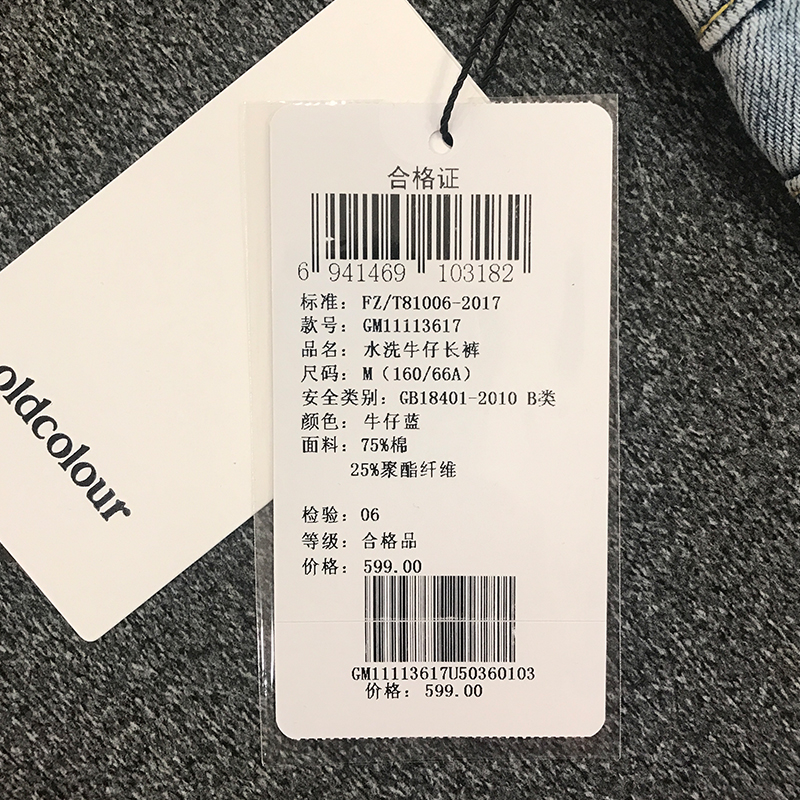 合格证
6 941469 103182
标准：FZ/T81006-2017
款号：GM11113617
品名：水洗牛仔长裤
尺码：M（160/66A）
安全类别：GB18401-2010 B类
颜色：牛仔蓝
面料：75%棉
25%聚酯纤维
检验：06
等级：合格品
价格：599.00
GM11113617U50360103
价格：599.00
oldcolour